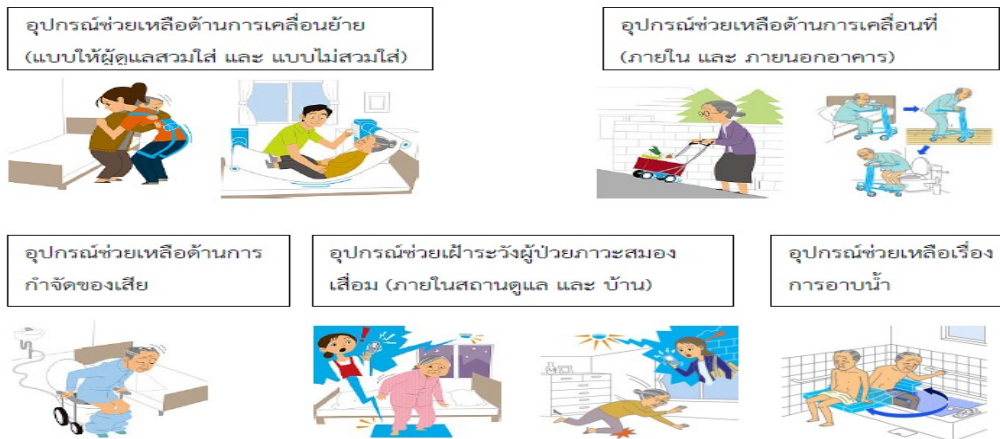 อุปกรณ์ช่วยเหลือด้านการเคลื่อนย้าย
(แบบให้ผู้ดูแลสวมใส่ และ แบบไม่สวมใส่)
อุปกรณ์ช่วยเหลือด้านการเคลื่อนที่
(ภายใน และ ภายนอกอาคาร)
อุปกรณ์ช่วยเหลือด้านการ
กำจัดของเสีย
อุปกรณ์ช่วยเฝ้าระวังผู้ป่วยภาวะสมอง
เสื่อม (ภายในสถานดูแล และ บ้าน)
อุปกรณ์ช่วยเหลือเรื่อง
การอาบน้ำ